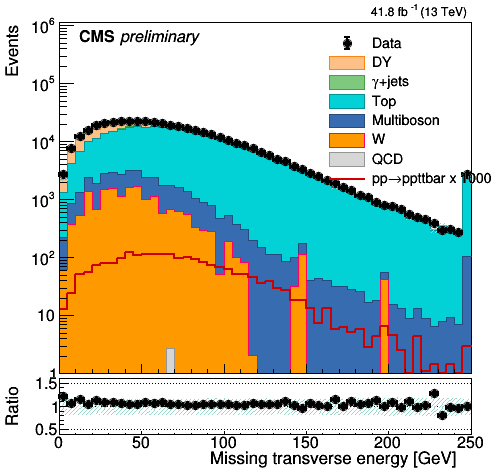 41.8 fb⁻¹ (13 TeV)
CMS preliminary
Data
DY
γ+jets
Top
Multiboson
W
QCD
pp→ppttbar x 1000
Events
10⁶
10⁵
10⁴
10³
10²
10
1
Ratio
1.5
1
0.5
0 50 100 150 200 250
Missing transverse energy [GeV]